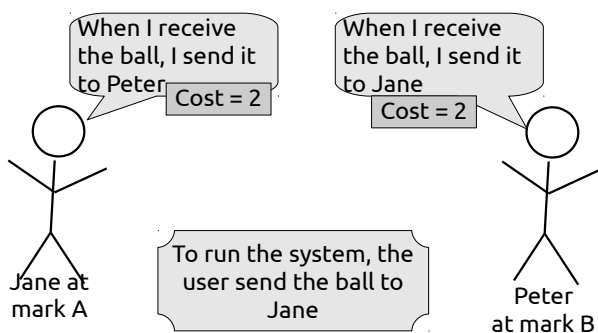 When I receive
the ball, I send it
to Peter
Cost = 2
When I receive
the ball, I send it
to Jane
Cost = 2
Jane at
mark A
To run the system, the
user send the ball to
Jane
Peter
at mark B